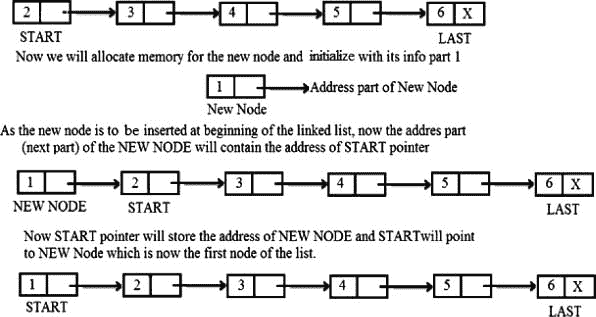 2 3 4 5 6 X
START LAST
Now we will allocate memory for the new node and initialize with its info part 1
1 Address part of New Node
New Node
As the new node is to be inserted at beginning of the linked list, now the addres part
(next part) of the NEW NODE will contain the address of START pointer
1 2 3 4 5 6 X
NEW NODE START LAST
Now START pointer will store the address of NEW NODE and STARTwill point
to NEW Node which is now the first node of the list.
1 2 3 4 5 6 X
START LAST